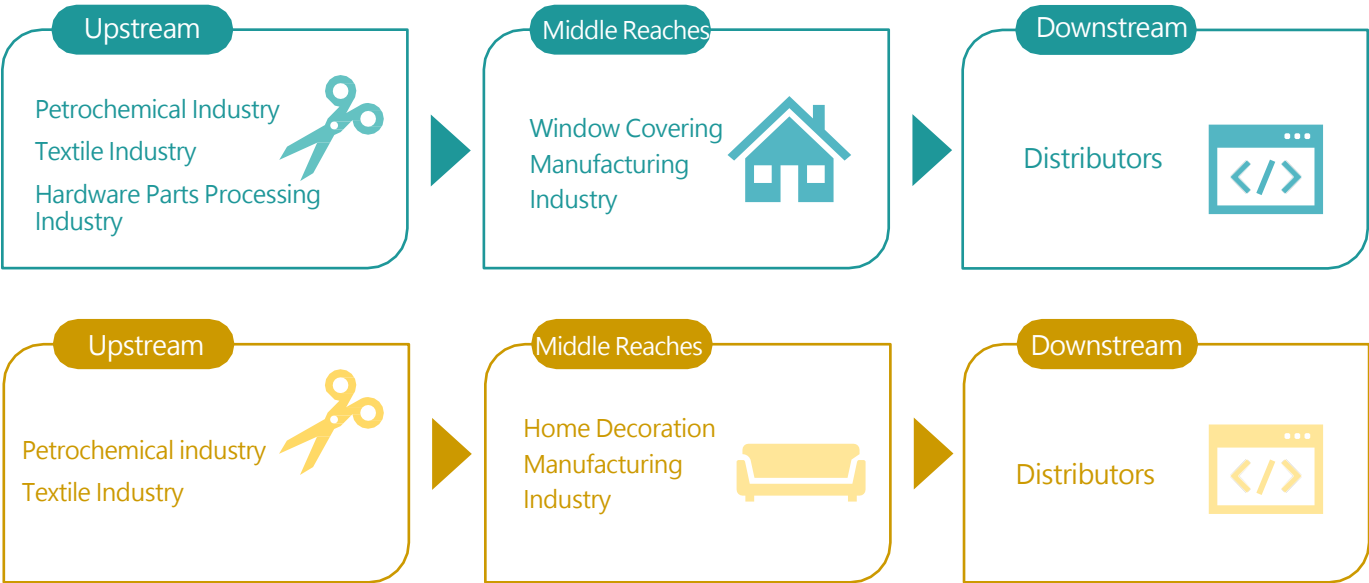 Upstream
Middle Reaches
Downstream
Petrochemical Industry
Textile Industry
Hardware Parts Processing
Industry
Window Covering
Manufacturing
Industry
Distributors
</>
Upstream
Middle Reaches
Downstream
Petrochemical industry
Textile Industry
Home Decoration
Manufacturing
Industry
Distributors
</>